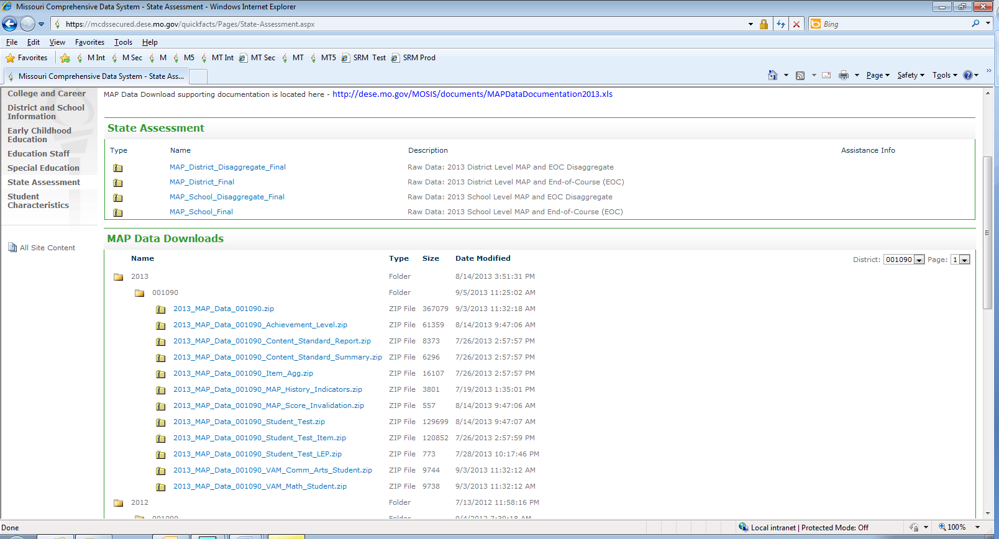 Missouri Comprehensive Data System - State Assessment - Windows Internet Explorer
https://mcdssecured.dese.mo.gov/quickfacts/Pages/State-Assessment.aspx
Bing
File Edit View Favorites Tools Help
Favorites M Int M Sec M M5 MT Int MT Sec MT MT5 SRM Test SRM Prod
Missouri Comprehensive Data System - State Ass...
Page Safety Tools
College and Career
District and School
Information
Early Childhood
Education
Education Staff
Special Education
State Assessment
Student
Characteristics
All Site Content
MAP Data Download supporting documentation is located here - http://dese.mo.gov/MOSIS/documents/MAPDataDocumentation2013.xls
State Assessment
Type Name Description Assistance Info
MAP_District_Disaggregate_Final Raw Data: 2013 District Level MAP and EOC Disaggregate
MAP_District_Final Raw Data: 2013 District Level MAP and End-of-Course (EOC)
MAP_School_Disaggregate_Final Raw Data: 2013 School Level MAP and EOC Disaggregate
MAP_School_Final Raw Data: 2013 School Level MAP and End-of-Course (EOC)
MAP Data Downloads
Name Type Size Date Modified District: 001090 Page: 1
2013 Folder 8/14/2013 3:51:31 PM
001090 Folder 9/5/2013 11:25:02 AM
2013_MAP_Data_001090.zip ZIP File 367079 9/3/2013 11:32:18 AM
2013_MAP_Data_001090_Achievement_Level.zip ZIP File 61359 8/14/2013 9:47:06 AM
2013_MAP_Data_001090_Content_Standard_Report.zip ZIP File 8373 7/26/2013 2:57:57 PM
2013_MAP_Data_001090_Content_Standard_Summary.zip ZIP File 6296 7/26/2013 2:57:57 PM
2013_MAP_Data_001090_Item_Agg.zip ZIP File 16107 7/26/2013 2:57:57 PM
2013_MAP_Data_001090_MAP_History_Indicators.zip ZIP File 3801 7/19/2013 1:35:01 PM
2013_MAP_Data_001090_MAP_Score_Invalidation.zip ZIP File 557 8/14/2013 9:47:06 AM
2013_MAP_Data_001090_Student_Test.zip ZIP File 129699 8/14/2013 9:47:07 AM
2013_MAP_Data_001090_Student_Test_Item.zip ZIP File 120852 7/26/2013 2:57:59 PM
2013_MAP_Data_001090_Student_Test_LEP.zip ZIP File 773 7/28/2013 10:17:46 PM
2013_MAP_Data_001090_VAM_Comm_Arts_Student.zip ZIP File 9744 9/3/2013 11:32:12 AM
2013_MAP_Data_001090_VAM_Math_Student.zip ZIP File 9738 9/3/2013 11:32:12 AM
2012 Folder 7/13/2012 11:58:16 PM
001090 Folder 9/4/2012 7:39:18 AM
Done Local intranet | Protected Mode: Off 100%